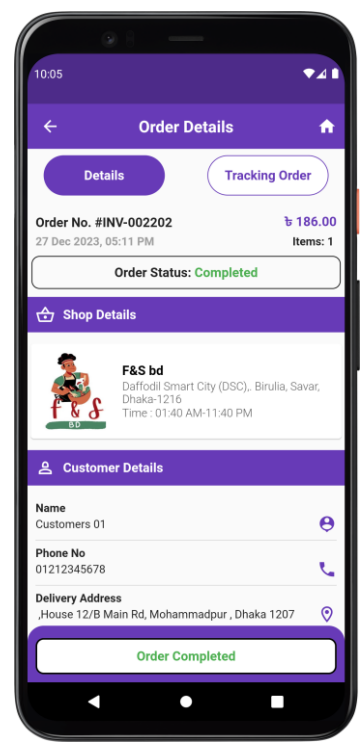 10:05
Order Details
Details
Tracking Order
Order No. #INV-002202
৳ 186.00
27 Dec 2023, 05:11 PM
Items: 1
Order Status: Completed
Shop Details
F&S bd
Daffodil Smart City (DSC),. Birulia, Savar,
Dhaka-1216
Time : 01:40 AM-11:40 PM
f & S
BD
Customer Details
Name
Customers 01
Phone No
01212345678
Delivery Address
,House 12/B Main Rd, Mohammadpur , Dhaka 1207
Order Completed